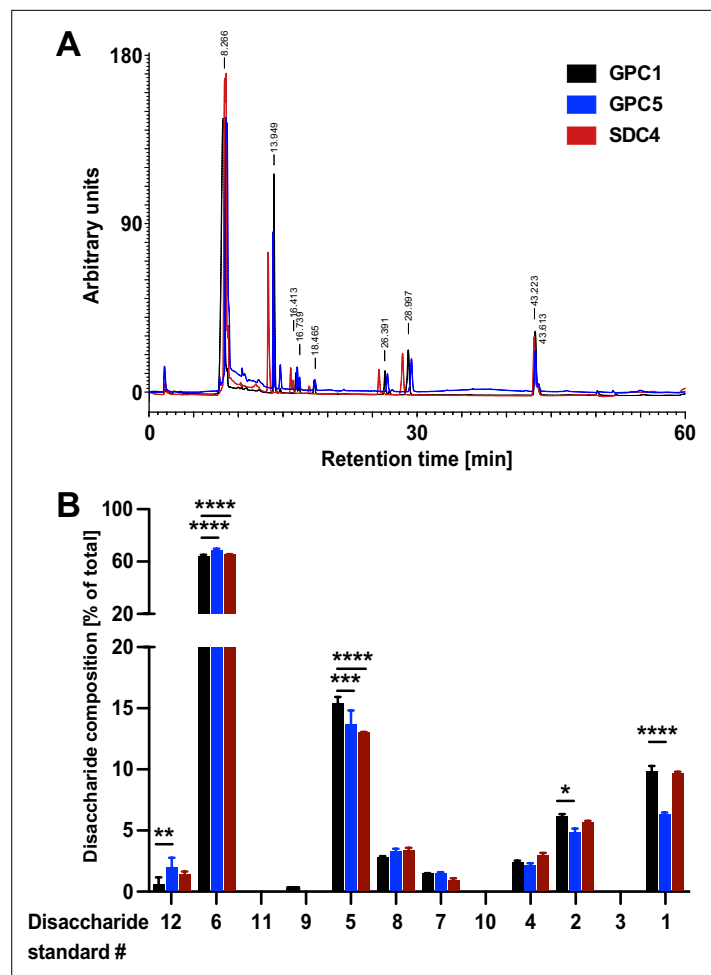 A
180
90
0
Arbitrary units
8.266
13.949
16.413
16.739
18.465
26.391
28.997
43.223
43.613
GPC1
GPC5
SDC4
0 30 60
Retention time [min]
B
Disaccharide composition [% of total]
100
60
20
20
15
10
5
0
****
****
**
****
***
*
****
Disaccharide 12 6 11 9 5 8 7 10 4 2 3 1
standard #